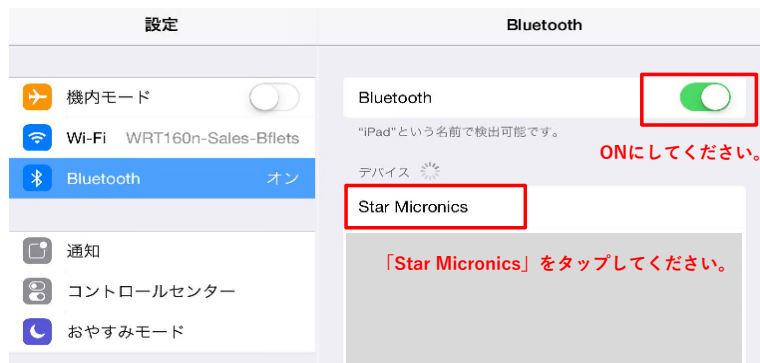 設定
機内モード
Wi-Fi WRT160n-Sales-Bflets
Bluetooth オン
通知
コントロールセンター
おやすみモード
Bluetooth
Bluetooth
“iPad”という名前で検出可能です。
ONにしてください。
デバイス
Star Micronics
「Star Micronics」をタップしてください。